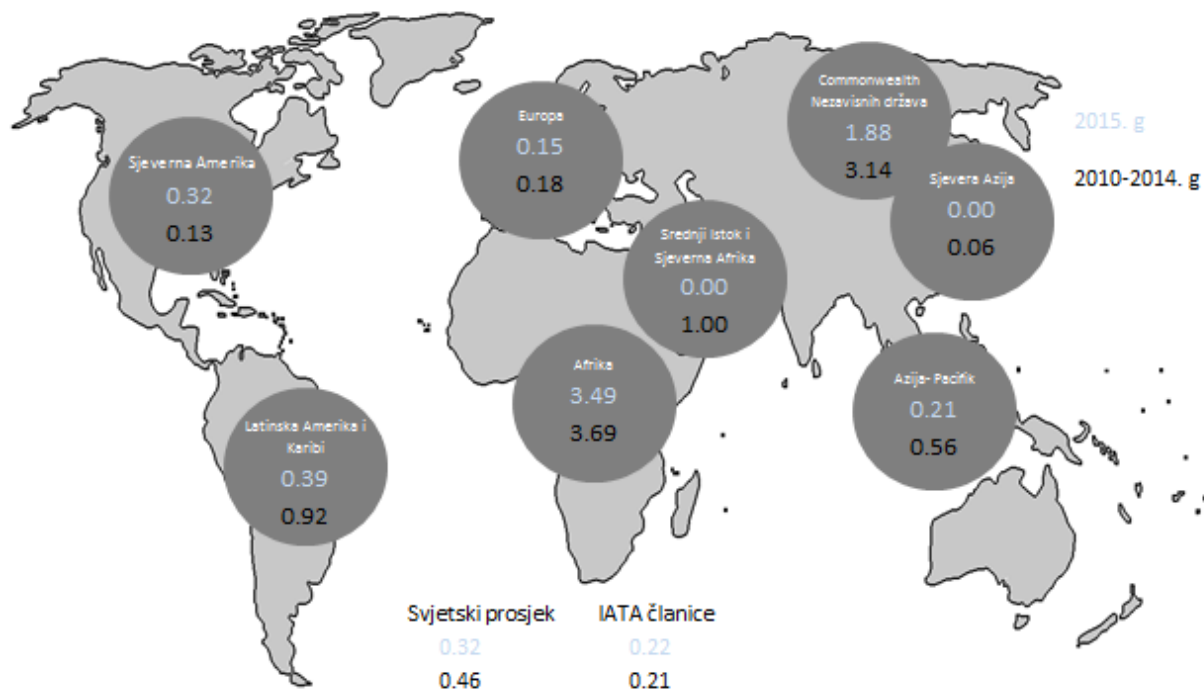 Commonwealth
Nezavisnih država
1.88
3.14
Europa
0.15
0.18
2015. g
2010-2014. g
Sjeverna Amerika
0.32
0.13
Sjevera Azija
0.00
0.06
Srednji Istok i
Sjeverna Afrika
0.00
1.00
Afrika
3.49
3.69
Azija- Pacifik
0.21
0.56
Latinska Amerika i
Karibi
0.39
0.92
Svjetski prosjek
0.32
0.46
IATA članice
0.22
0.21